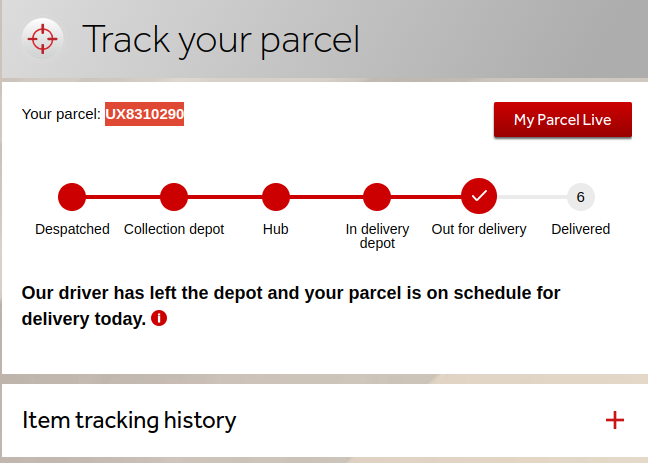 Track your parcel
Your parcel: UX8310290
My Parcel Live
6
Despatched Collection depot Hub In delivery depot Out for delivery Delivered
Our driver has left the depot and your parcel is on schedule for
delivery today. i
Item tracking history +